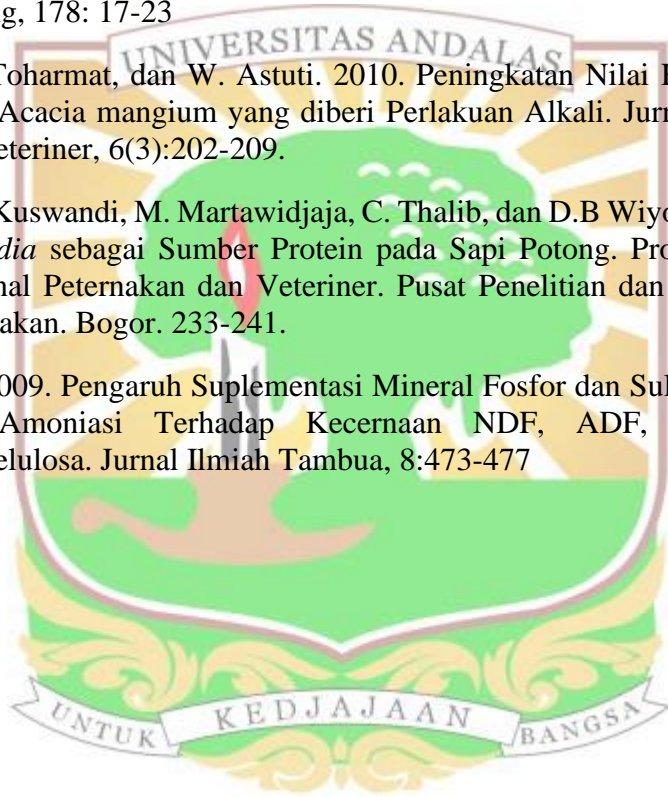 ng, 178: 17-23
UNIVERSITAS ANDALAS
Toharmat, dan W. Astuti. 2010. Peningkatan Nilai
Acacia mangium yang diberi Perlakuan Alkali. Jurn
eteriner, 6(3):202-209.
Kuswandi, M. Martawidjaja, C. Thalib, dan D.B Wiyo
dia sebagai Sumber Protein pada Sapi Potong. Pro
nal Peternakan dan Veteriner. Pusat Penelitian dan
akan. Bogor. 233-241.
2009. Pengaruh Suplementasi Mineral Fosfor dan Sul
Amoniasi Terhadap Kecernaan NDF, ADF,
elulosa. Jurnal Ilmiah Tambua, 8:473-477
UNTUK KEDJAJAAN BANGSA